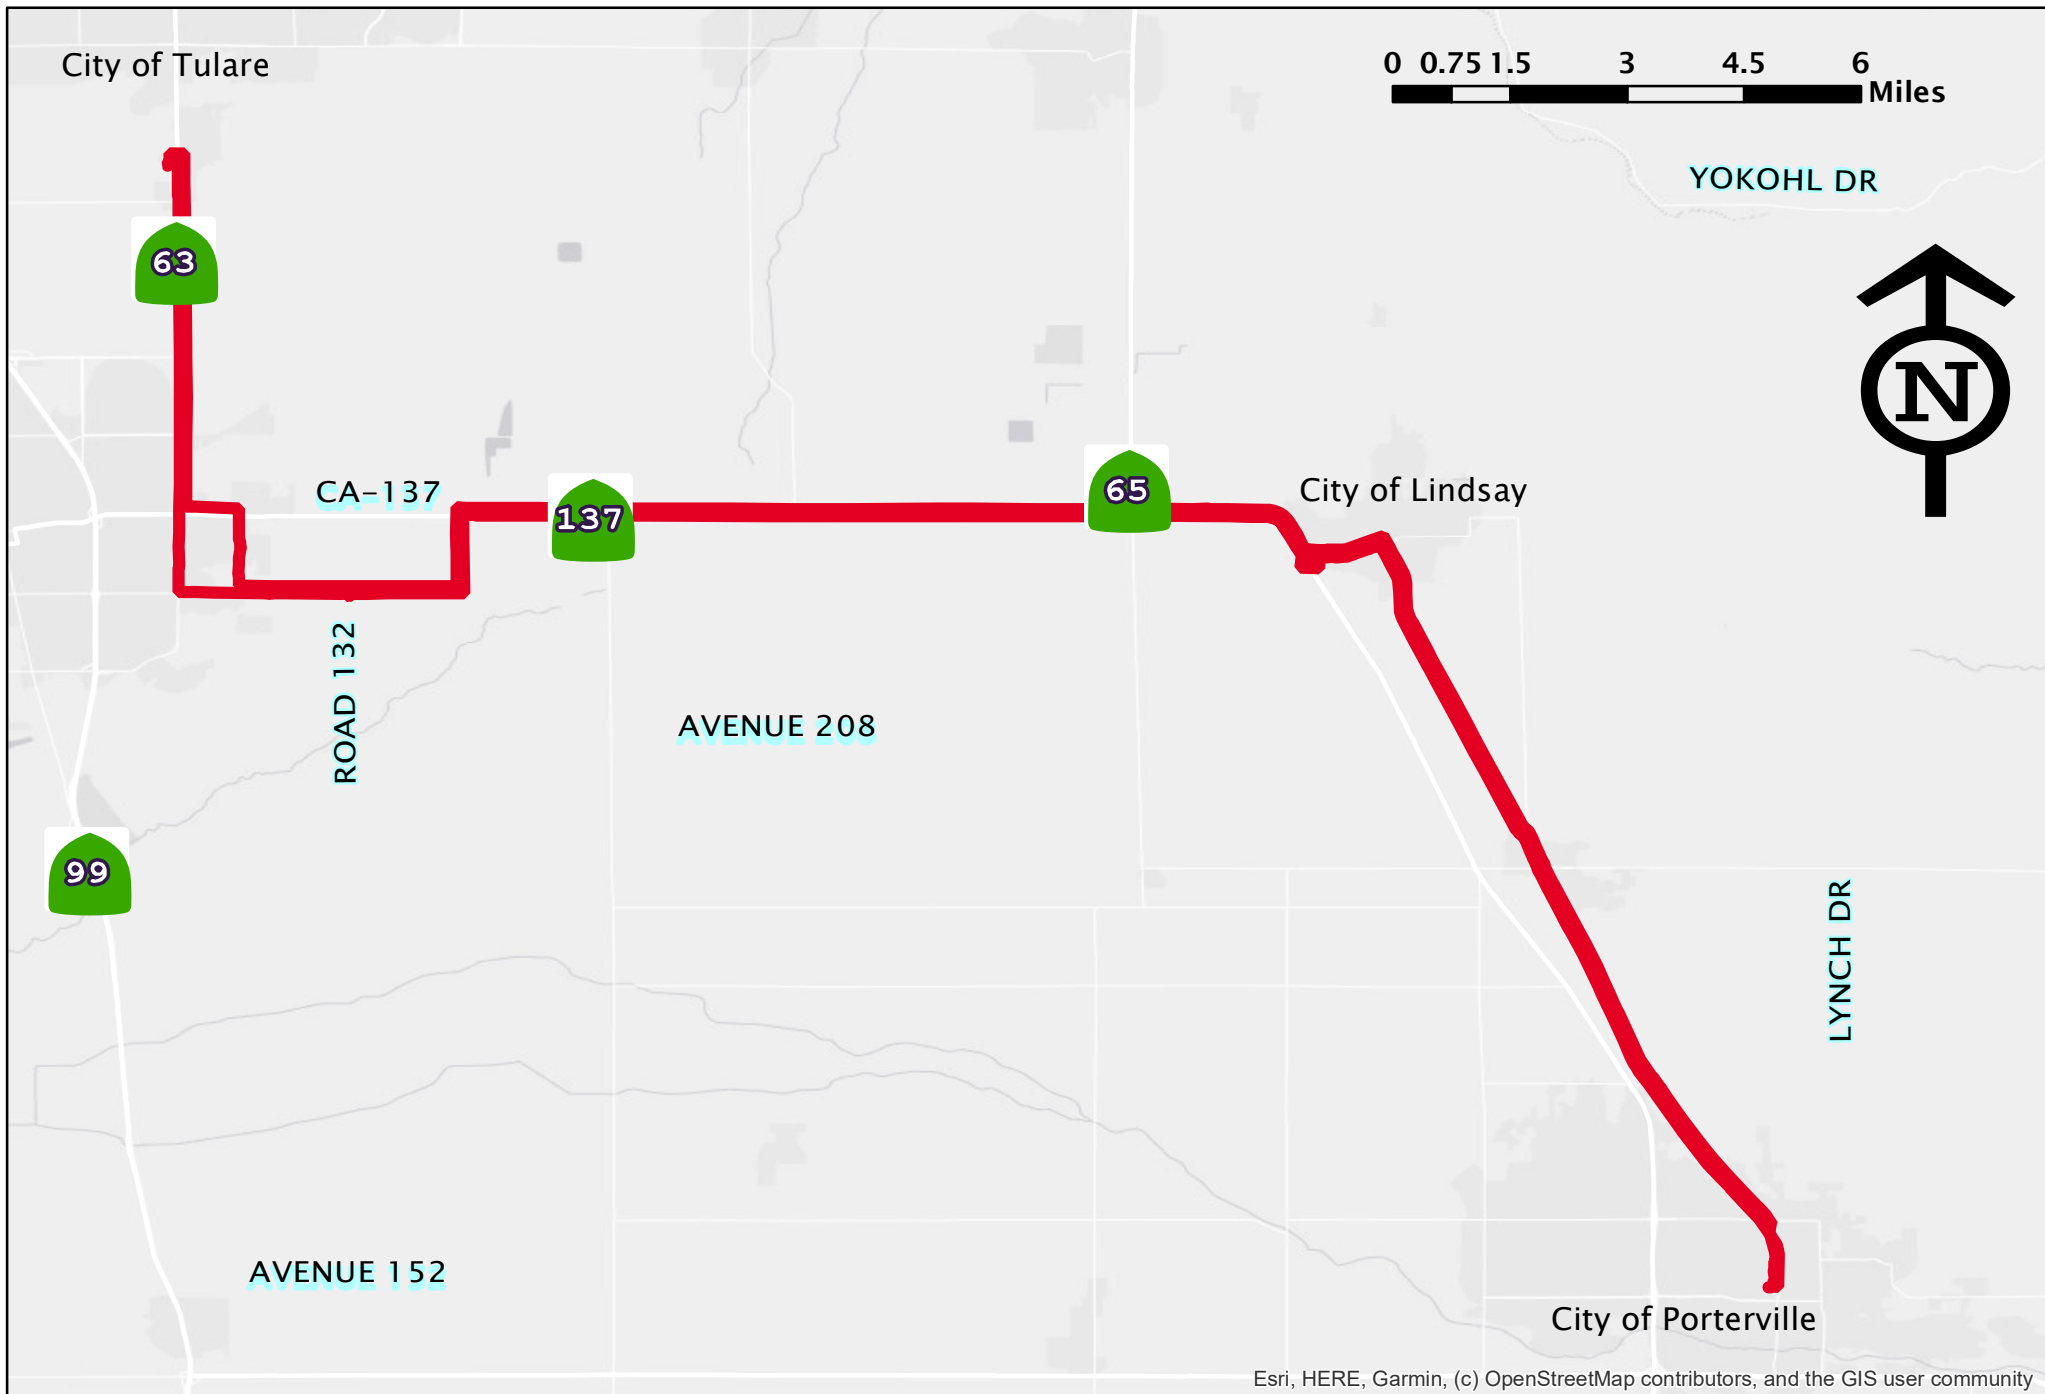 City of Tulare
0 0.75 1.5 3 4.5 6
Miles
YOKOHL DR
63
N
CA-137
137
65
City of Lindsay
ROAD 132
AVENUE 208
99
LYNCH DR
AVENUE 152
City of Porterville
Esri, HERE, Garmin, (c) OpenStreetMap contributors, and the GIS user community